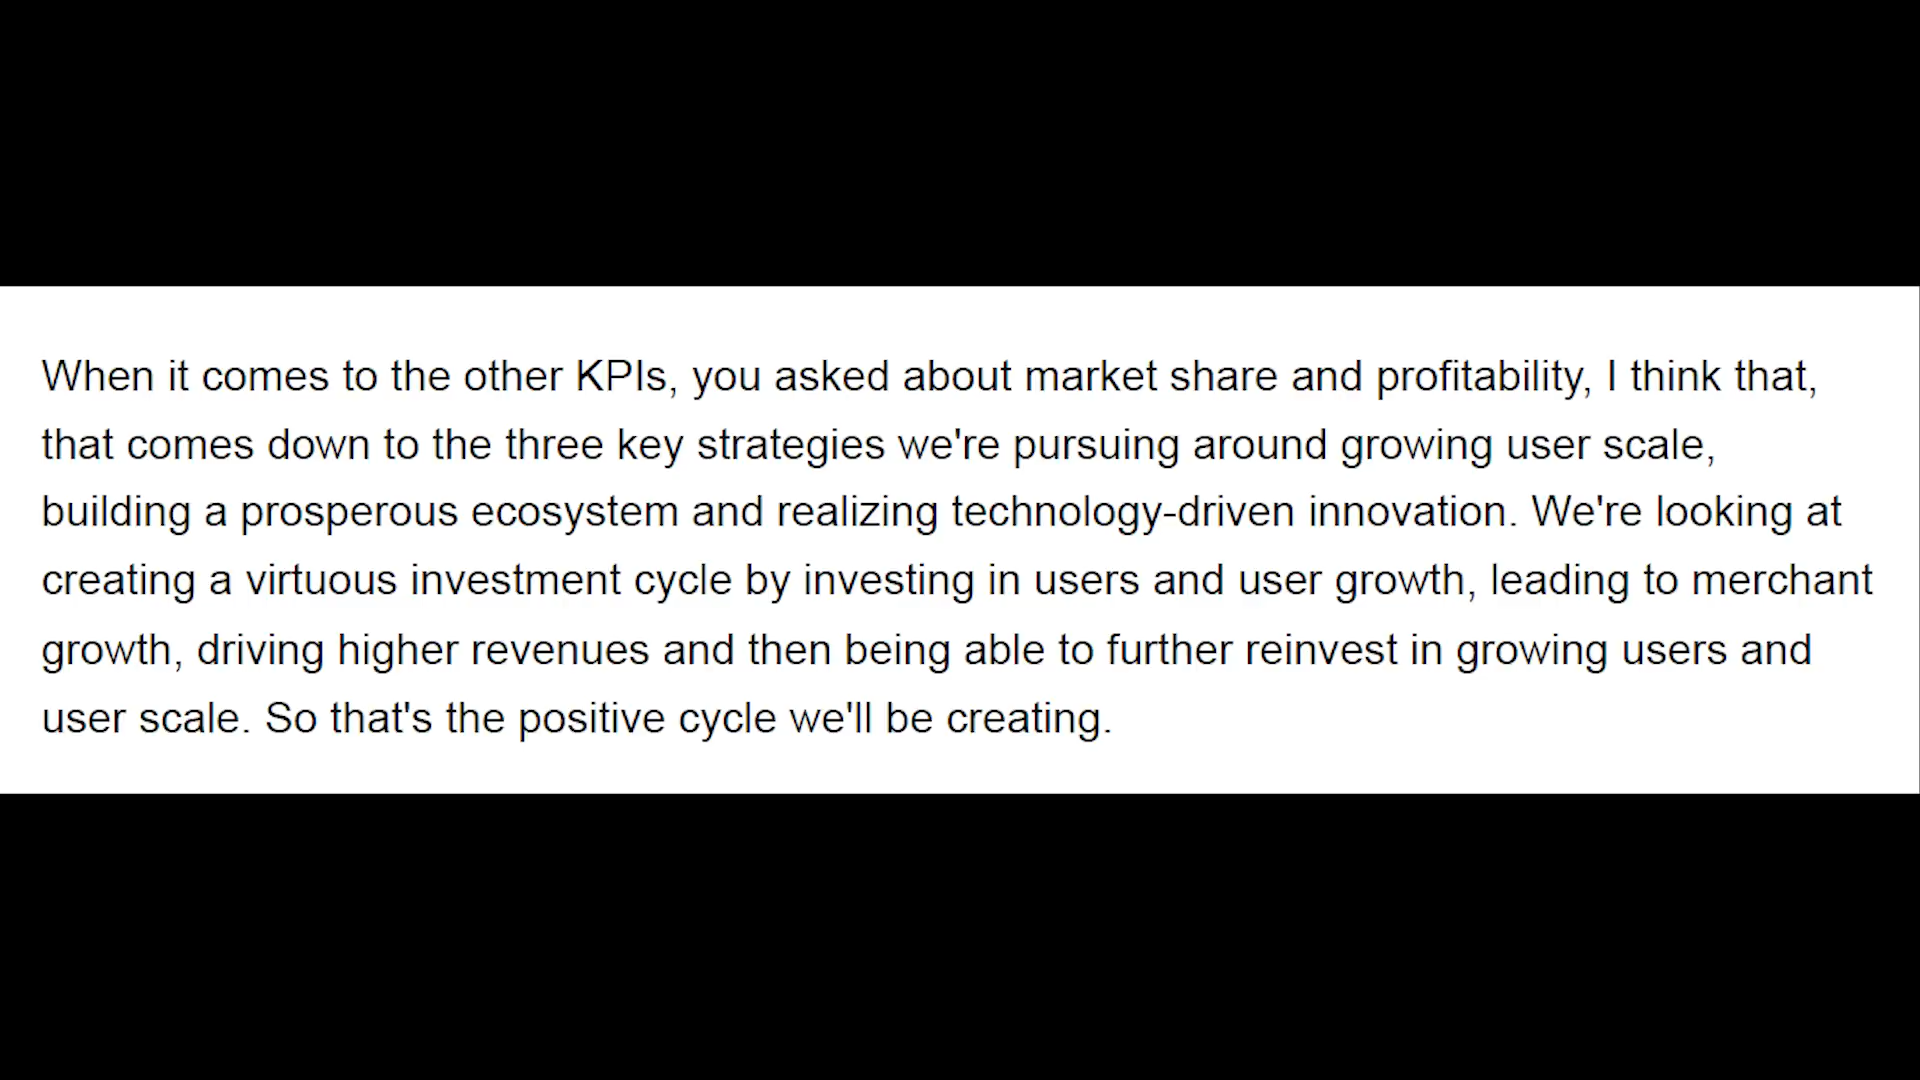 When it comes to the other KPIs, you asked about market share and profitability, I think that,
that comes down to the three key strategies we're pursuing around growing user scale,
building a prosperous ecosystem and realizing technology-driven innovation. We're looking at
creating a virtuous investment cycle by investing in users and user growth, leading to merchant
growth, driving higher revenues and then being able to further reinvest in growing users and
user scale. So that's the positive cycle we'll be creating.